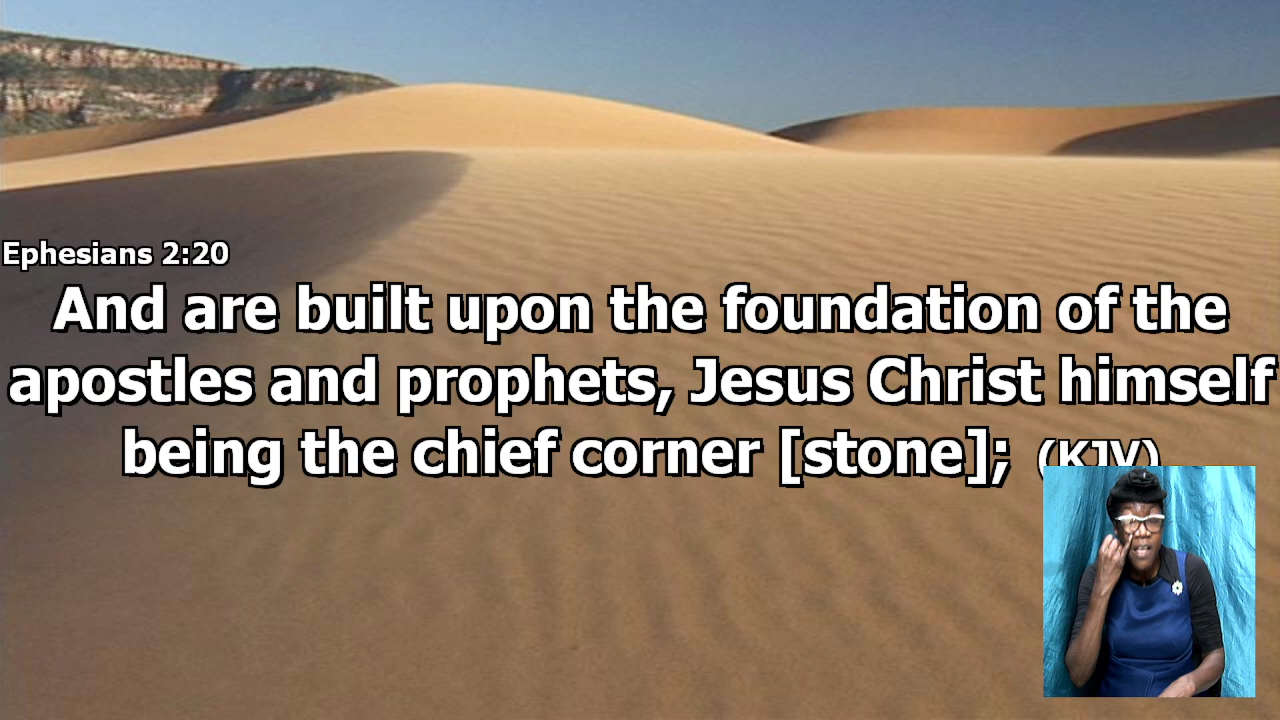 Ephesians 2:20
And are built upon the foundation of the
apostles and prophets, Jesus Christ himself
being the chief corner [stone]; (KJV)